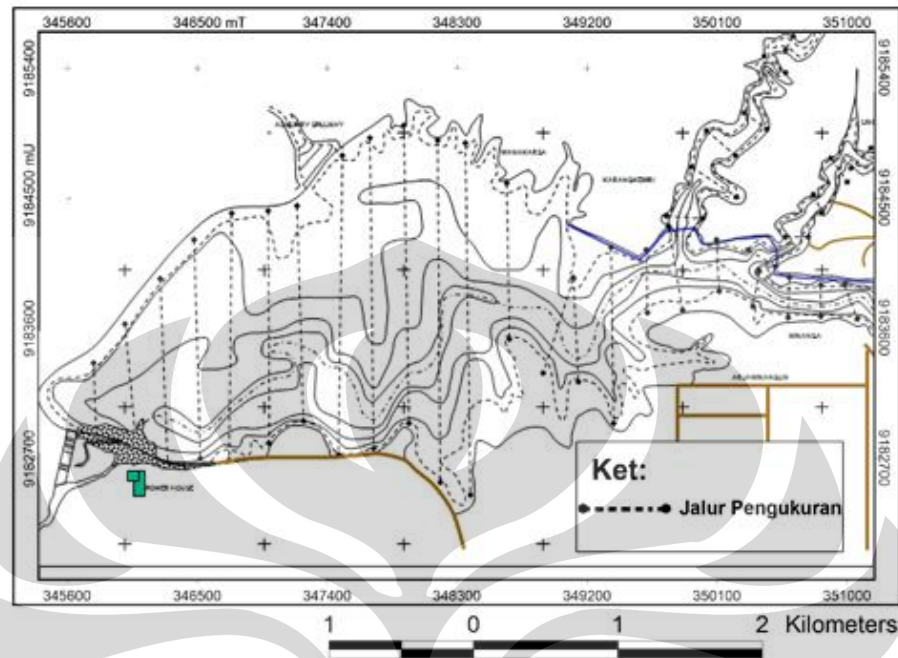 345600 346500 mT 347400 348300 349200 350100 351000
9185400
9184500 mU
9183600
9182700
9185400
9184500
9183600
9182700
POWER HOUSE
Ket:
Jalur Pengukuran
345600 346500 347400 348300 349200 350100 351000
1 0 1 2 Kilometers